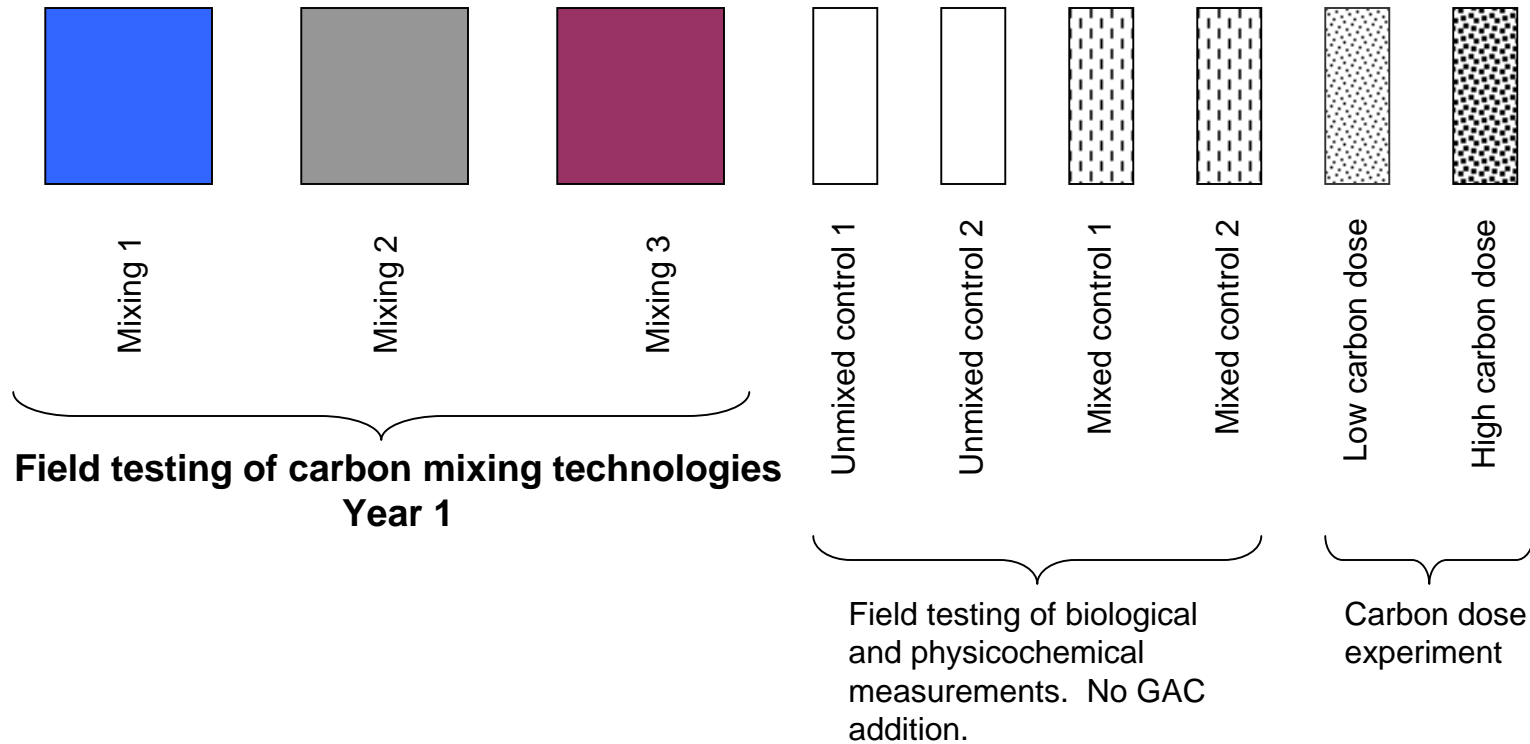 Mixing 1
Mixing 2
Mixing 3
Unmixed control 1
Unmixed control 2
Mixed control 1
Mixed control 2
Low carbon dose
High carbon dose
Field testing of carbon mixing technologies
Year 1
Field testing of biological
and physicochemical
measurements.  No GAC
addition.
Carbon dose
experiment